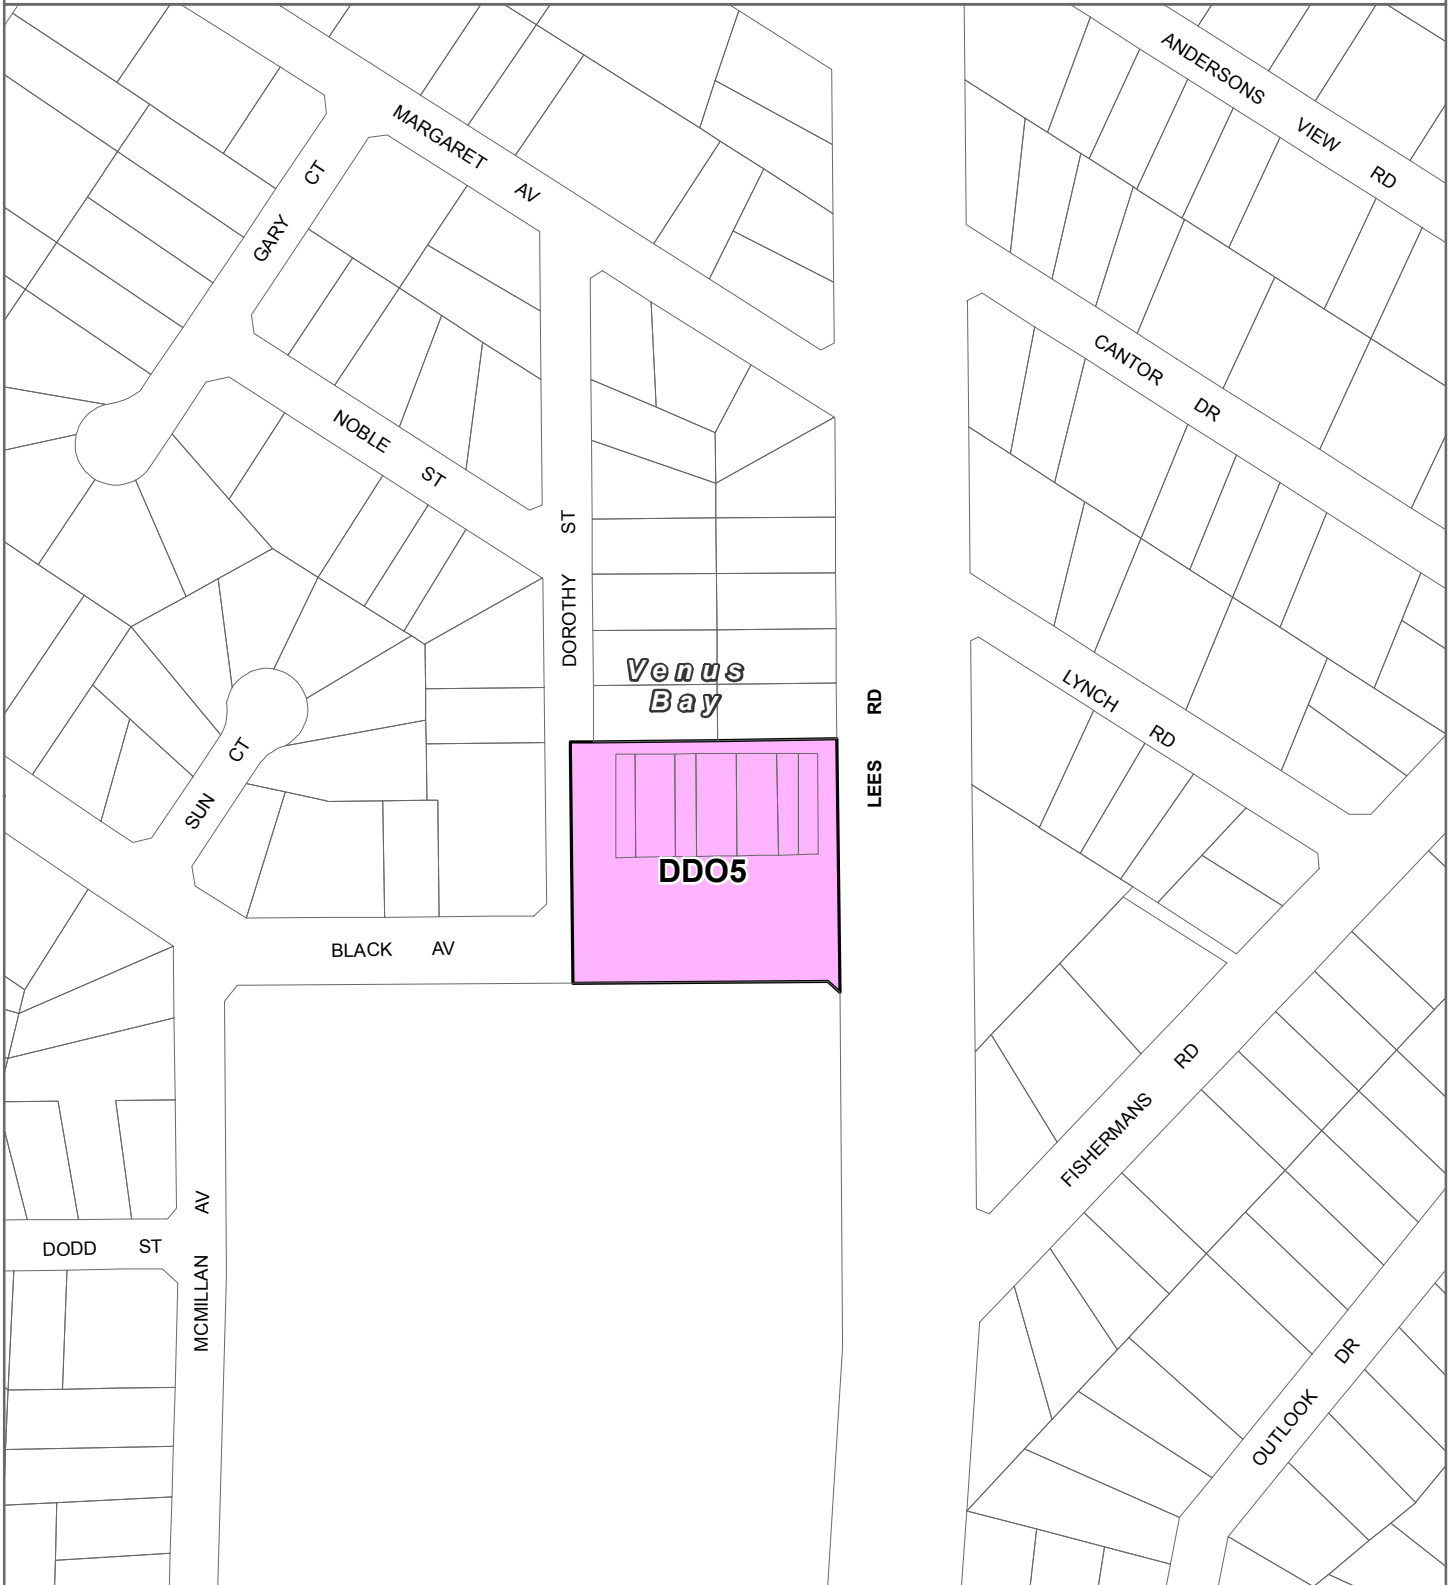 ANDERSONS VIEW RD
MARGARET AV
GARY CT
CANTOR DR
NOBLE ST
DOROTHY ST
Venus
Bay
LYNCH RD
LEES RD
SUN CT
DDO5
BLACK AV
FISHERMANS RD
MCMILLAN AV
DODD ST
OUTLOOK DR